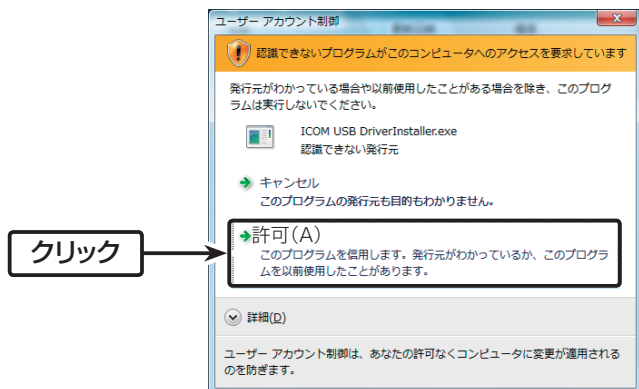 ユーザー アカウント制御
認識できないプログラムがこのコンピュータへのアクセスを要求しています
発行元がわかっている場合や以前使用したことがある場合を除き、このプログ
ラムは実行しないでください。
ICOM USB DriverInstaller.exe
認識できない発行元
キャンセル
このプログラムの発行元も目的もわかりません。
許可(A)
このプログラムを信用します。発行元がわかっているか、このプログラ
ムを以前使用したことがあります。
クリック
詳細(D)
ユーザー アカウント制御は、あなたの許可なくコンピュータに変更が適用される
のを防ぎます。